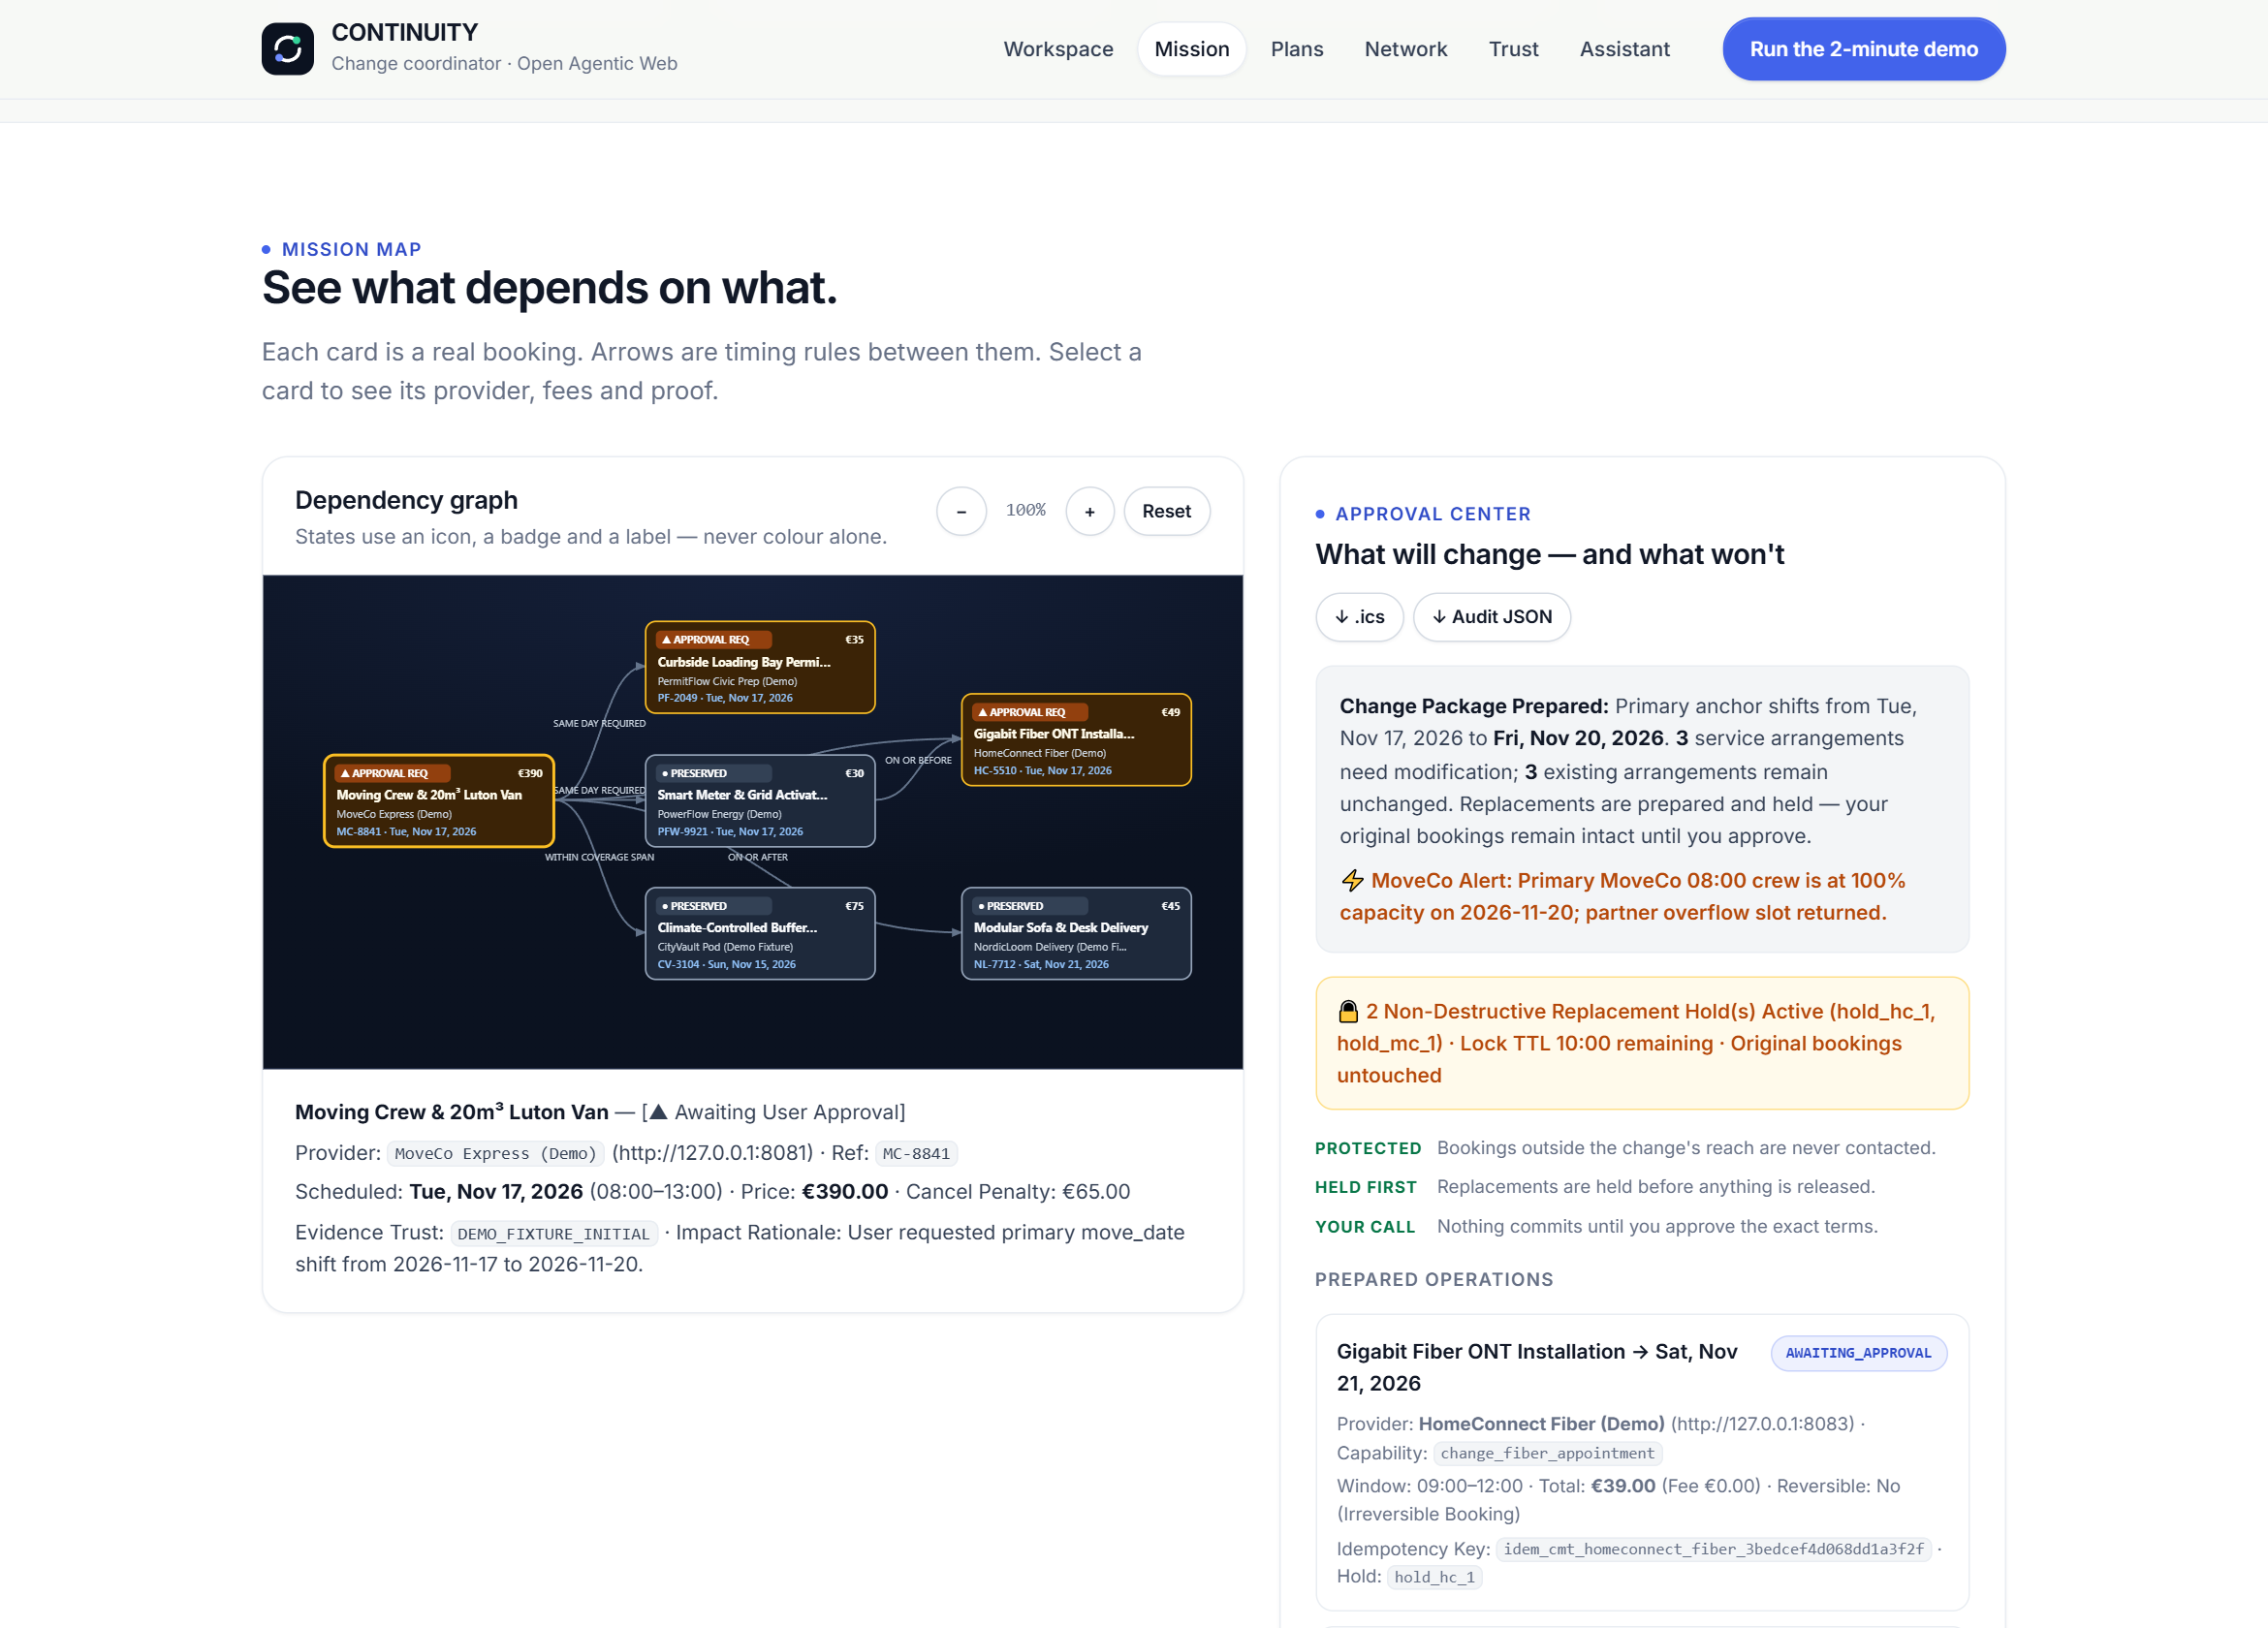 CONTINUITY
Change coordinator · Open Agentic Web
Workspace
Mission
Plans
Network
Trust
Assistant
Run the 2-minute demo
MISSION MAP
See what depends on what.
Each card is a real booking. Arrows are timing rules between them. Select a
card to see its provider, fees and proof.
Dependency graph
States use an icon, a badge and a label — never colour alone.
−
100%
+
Reset
▲ APPROVAL REQ €35
Curbside Loading Bay Permi...
PermitFlow Civic Prep (Demo)
PF-2049 · Tue, Nov 17, 2026
SAME DAY REQUIRED
▲ APPROVAL REQ €49
Gigabit Fiber ONT Installa...
HomeConnect Fiber (Demo)
HC-5510 · Tue, Nov 17, 2026
ON OR BEFORE
▲ APPROVAL REQ €390
Moving Crew & 20m³ Luton Van
MoveCo Express (Demo)
MC-8841 · Tue, Nov 17, 2026
SAME DAY REQUIRED
● PRESERVED €30
Smart Meter & Grid Activat...
PowerFlow Energy (Demo)
PFW-9921 · Tue, Nov 17, 2026
WITHIN COVERAGE SPAN
ON OR AFTER
● PRESERVED €75
Climate-Controlled Buffer...
CityVault Pod (Demo Fixture)
CV-3104 · Sun, Nov 15, 2026
● PRESERVED €45
Modular Sofa & Desk Delivery
NordicLoom Delivery (Demo Fi...
NL-7712 · Sat, Nov 21, 2026
Moving Crew & 20m³ Luton Van — [▲ Awaiting User Approval]
Provider: MoveCo Express (Demo) (http://127.0.0.1:8081) · Ref: MC-8841
Scheduled: Tue, Nov 17, 2026 (08:00–13:00) · Price: €390.00 · Cancel Penalty: €65.00
Evidence Trust: DEMO_FIXTURE_INITIAL · Impact Rationale: User requested primary move_date
shift from 2026-11-17 to 2026-11-20.
APPROVAL CENTER
What will change — and what won't
↓ .ics
↓ Audit JSON
Change Package Prepared: Primary anchor shifts from Tue,
Nov 17, 2026 to Fri, Nov 20, 2026. 3 service arrangements
need modification; 3 existing arrangements remain
unchanged. Replacements are prepared and held — your
original bookings remain intact until you approve.
⚡ MoveCo Alert: Primary MoveCo 08:00 crew is at 100%
capacity on 2026-11-20; partner overflow slot returned.
🔒 2 Non-Destructive Replacement Hold(s) Active (hold_hc_1,
hold_mc_1) · Lock TTL 10:00 remaining · Original bookings
untouched
PROTECTED Bookings outside the change's reach are never contacted.
HELD FIRST Replacements are held before anything is released.
YOUR CALL Nothing commits until you approve the exact terms.
PREPARED OPERATIONS
Gigabit Fiber ONT Installation → Sat, Nov
21, 2026
AWAITING_APPROVAL
Provider: HomeConnect Fiber (Demo) (http://127.0.0.1:8083) ·
Capability: change_fiber_appointment
Window: 09:00–12:00 · Total: €39.00 (Fee €0.00) · Reversible: No
(Irreversible Booking)
Idempotency Key: idem_cmt_homeconnect_fiber_3bedcef4d068dd1a3f2f ·
Hold: hold_hc_1